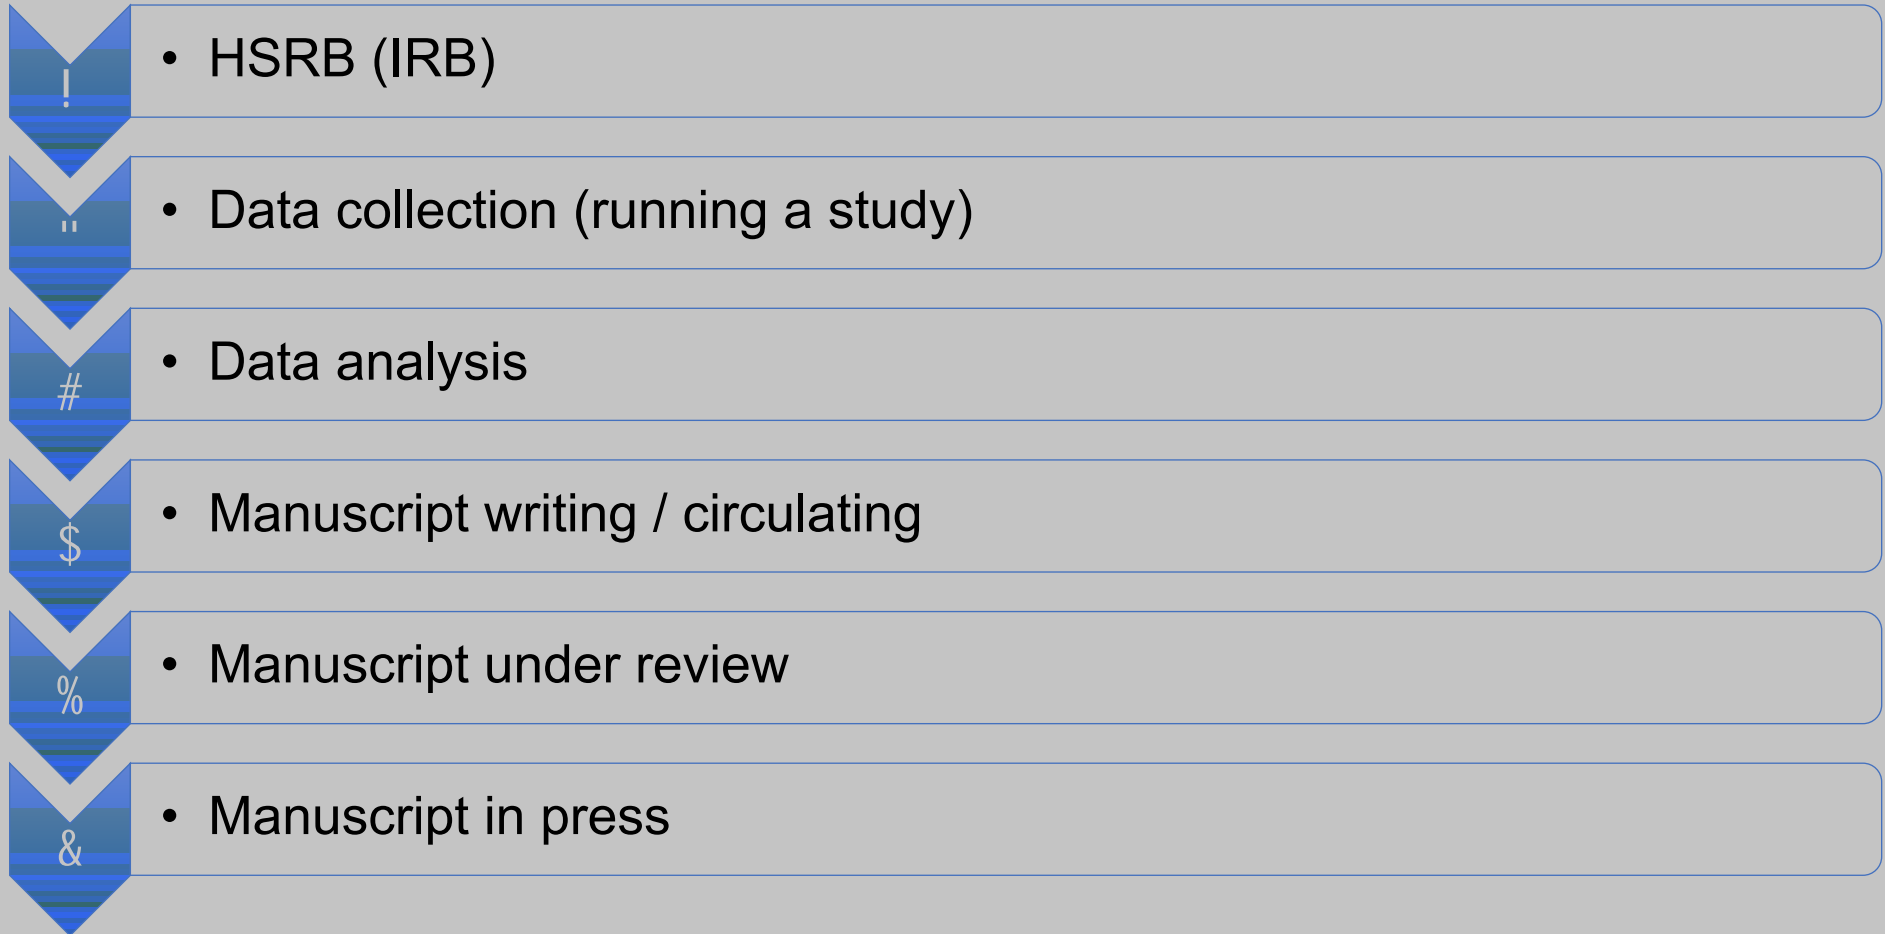 !
• HSRB (IRB)
"
• Data collection (running a study)
#
• Data analysis
$
• Manuscript writing / circulating
%
• Manuscript under review
&
• Manuscript in press